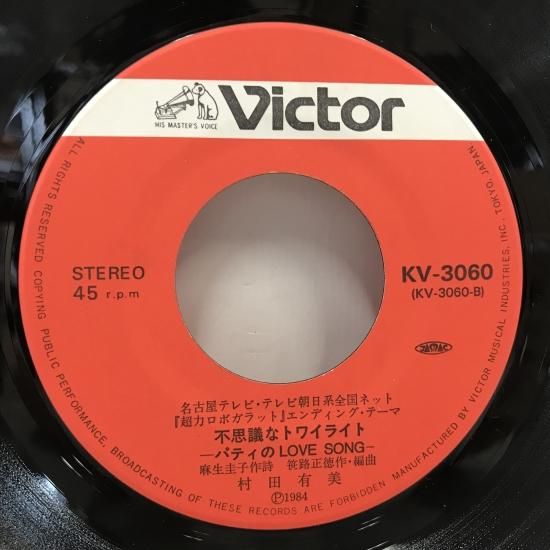 HIS MASTER'S VOICE
Victor
STEREO
45 r.p.m
KV-3060
(KV-3060-B)
JASRAC
名古屋テレビ・テレビ朝日系全国ネット
『超力ロボガラット』エンディング・テーマ
不思議なトワイライト
―パティのLOVE SONG―
麻生圭子作詩 笹路正徳作・編曲
村田有美
Ⓟ1984
ALL RIGHTS RESERVED COPYING PUBLIC PERFORMANCE, BROADCASTING OF THESE RECORDS ARE FORBIDDEN MANUFACTURED BY VICTOR MUSICAL INDUSTRIES, INC. TOKYO, JAPAN.